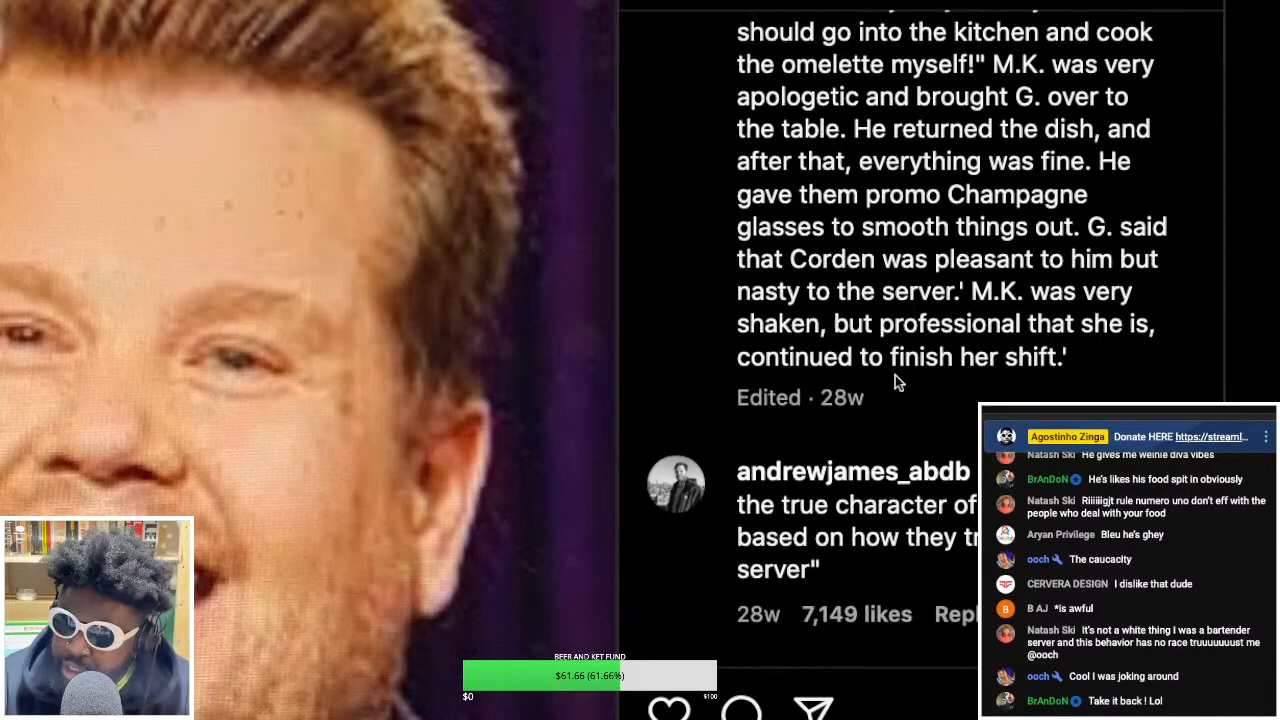 should go into the kitchen and cook
the omelette myself!" M.K. was very
apologetic and brought G. over to
the table. He returned the dish, and
after that, everything was fine. He
gave them promo Champagne
glasses to smooth things out. G. said
that Corden was pleasant to him but
nasty to the server.' M.K. was very
shaken, but professional that she is,
continued to finish her shift.'
Edited · 28w
andrewjames_abdb
the true character of
based on how they tr
server"
28w 7,149 likes Repl
BEER AND KET FUND
$61.66 (61.66%)
$0 $100
Agostinho Zinga Donate HERE https://streaml...
Natash Ski He gives me weinie diva vibes
BrAnDoN He's likes his food spit in obviously
Natash Ski Riiiiiigjt rule numero uno don't eff with the
people who deal with your food
Aryan Privilege Bleu he's ghey
ooch The caucacity
CERVERA DESIGN I dislike that dude
B AJ *is awful
Natash Ski It's not a white thing I was a bartender
server and this behavior has no race truuuuuuust me
@ooch
ooch Cool I was joking around
BrAnDoN Take it back ! Lol